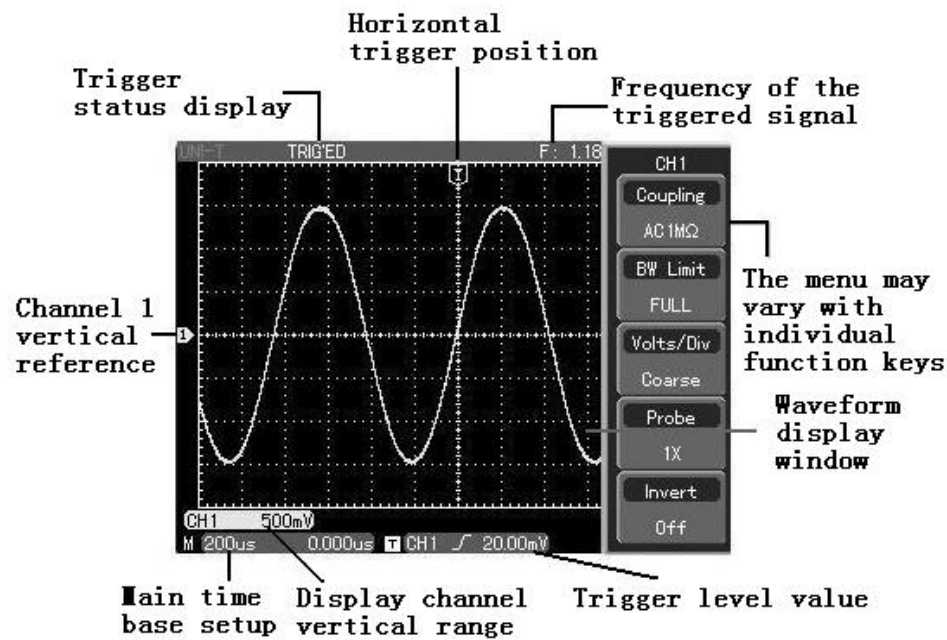 Horizontal
trigger position
Trigger
status display
Frequency of the
triggered signal
UNI-T TRIG'ED F: 1.18
CH1
Coupling
AC1MΩ
BW Limit
FULL
Volts/Div
Coarse
Probe
1X
Invert
Off
T
The menu may
vary with
individual
function keys
Channel 1
vertical
reference
1
Waveform
display
window
CH1 500mV
M 200us 0.000us T CH1 20.00mV
Main time
base setup
Display channel
vertical range
Trigger level value